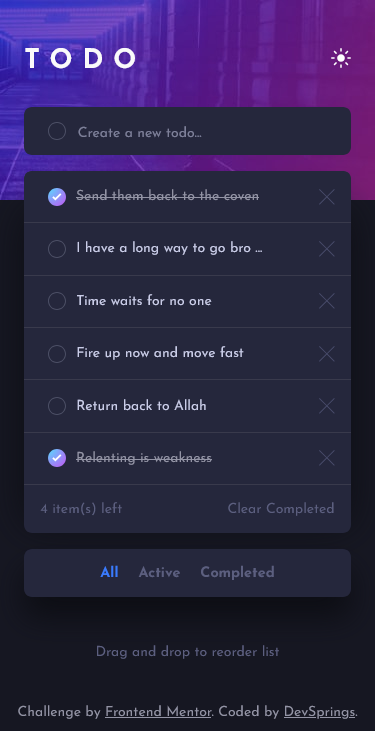 TODO
Create a new todo...
Send them back to the coven
I have a long way to go bro ...
Time waits for no one
Fire up now and move fast
Return back to Allah
Relenting is weakness
4 item(s) left Clear Completed
All Active Completed
Drag and drop to reorder list
Challenge by Frontend Mentor. Coded by DevSprings.